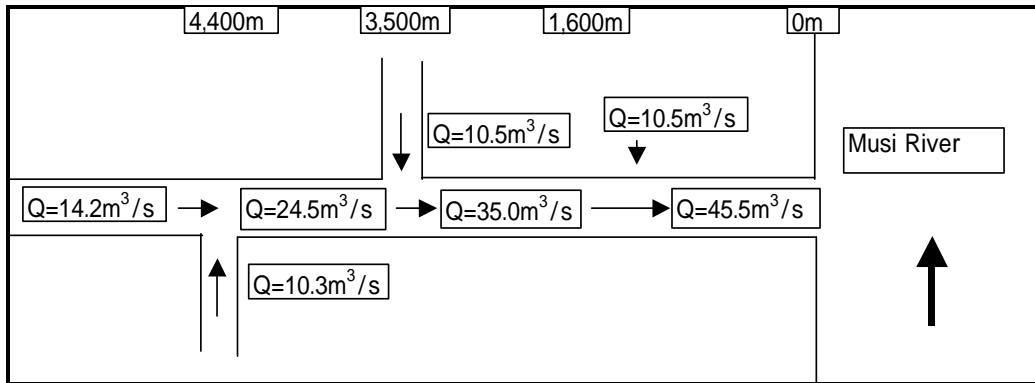 4,400m 3,500m 1,600m 0m
Q=10.5m³/s Q=10.5m³/s
Musi River
Q=14.2m³/s Q=24.5m³/s Q=35.0m³/s Q=45.5m³/s
Q=10.3m³/s